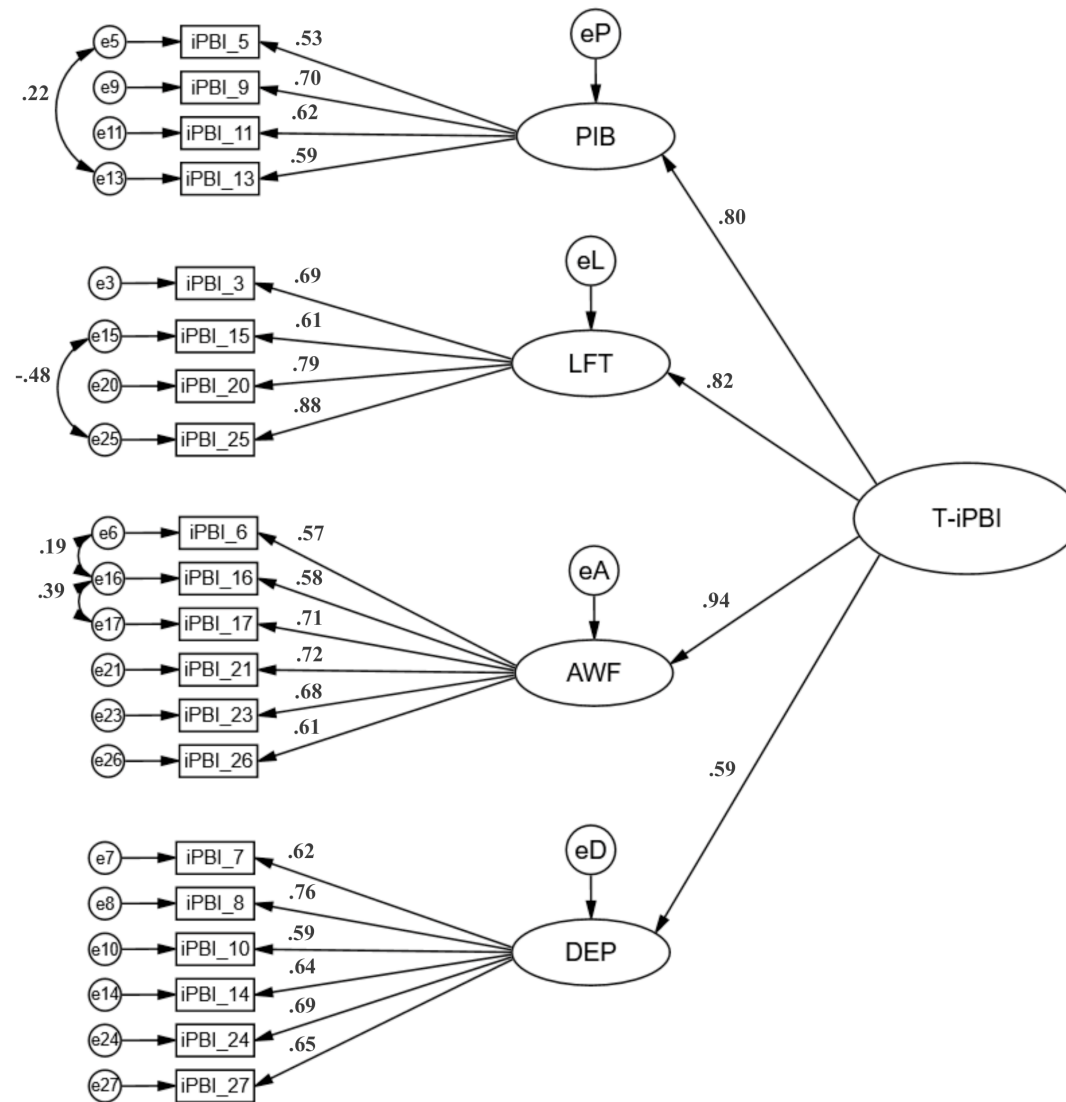 e5 iPBI_5 .53 eP
e9 iPBI_9 .70
.22
e11 iPBI_11 .62 PIB
e13 iPBI_13 .59
.80
e3 iPBI_3 .69 eL
e15 iPBI_15 .61
-.48
e20 iPBI_20 .79 LFT
e25 iPBI_25 .88
.82
T-iPBI
e6 iPBI_6 .57
.19
e16 iPBI_16 .58 eA
.39
e17 iPBI_17 .71
.94
e21 iPBI_21 .72 AWF
e23 iPBI_23 .68
e26 iPBI_26 .61
.59
e7 iPBI_7 .62 eD
e8 iPBI_8 .76
e10 iPBI_10 .59 DEP
e14 iPBI_14 .64
e24 iPBI_24 .69
e27 iPBI_27 .65